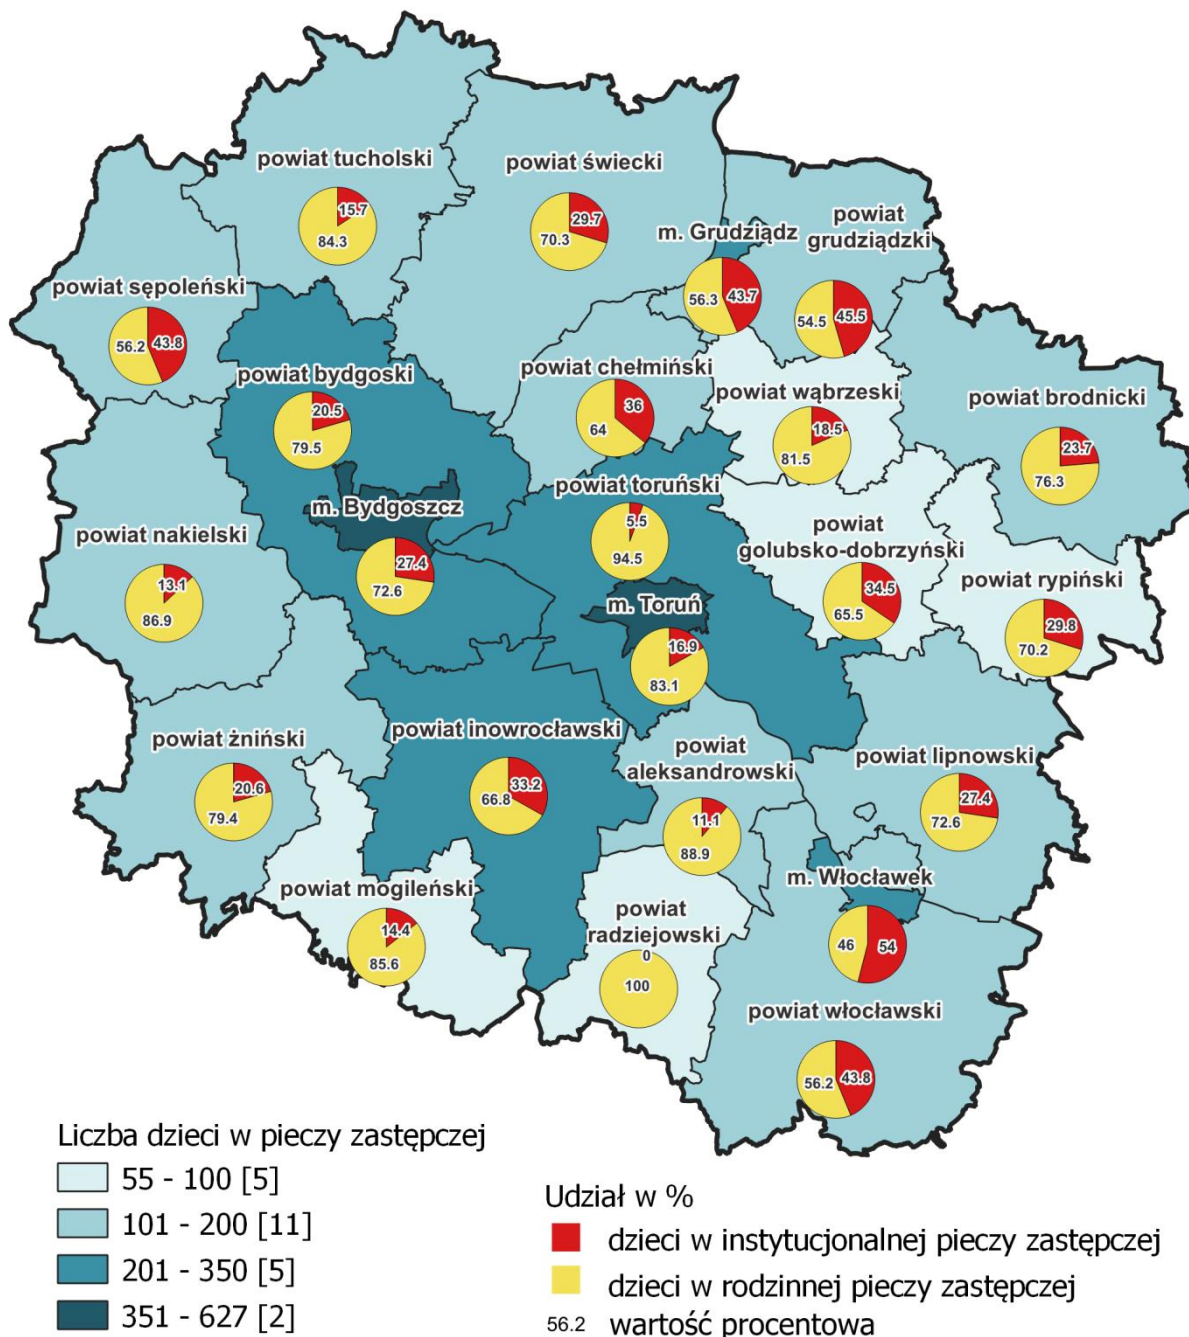 powiat tucholski
15.7
84.3
powiat świecki
29.7
70.3
m. Grudziądz
56.3
43.7
powiat
grudziądzki
54.5
45.5
powiat sępoleński
56.2
43.8
powiat bydgoski
20.5
79.5
powiat chełmiński
36
64
powiat wąbrzeski
18.5
81.5
powiat brodnicki
23.7
76.3
m. Bydgoszcz
27.4
72.6
powiat toruński
5.5
94.5
powiat nakielski
13.1
86.9
powiat
golubsko-dobrzyński
34.5
65.5
powiat rypiński
29.8
70.2
m. Toruń
16.9
83.1
powiat żniński
20.6
79.4
powiat inowrocławski
33.2
66.8
powiat
aleksandrowski
11.1
88.9
powiat lipnowski
27.4
72.6
powiat mogileński
14.4
85.6
powiat
radziejowski
0
100
m. Włocławek
46
54
powiat włocławski
56.2
43.8
Liczba dzieci w pieczy zastępczej
55 - 100 [5]
101 - 200 [11]
201 - 350 [5]
351 - 627 [2]
Udział w %
dzieci w instytucjonalnej pieczy zastępczej
dzieci w rodzinnej pieczy zastępczej
56.2 wartość procentowa